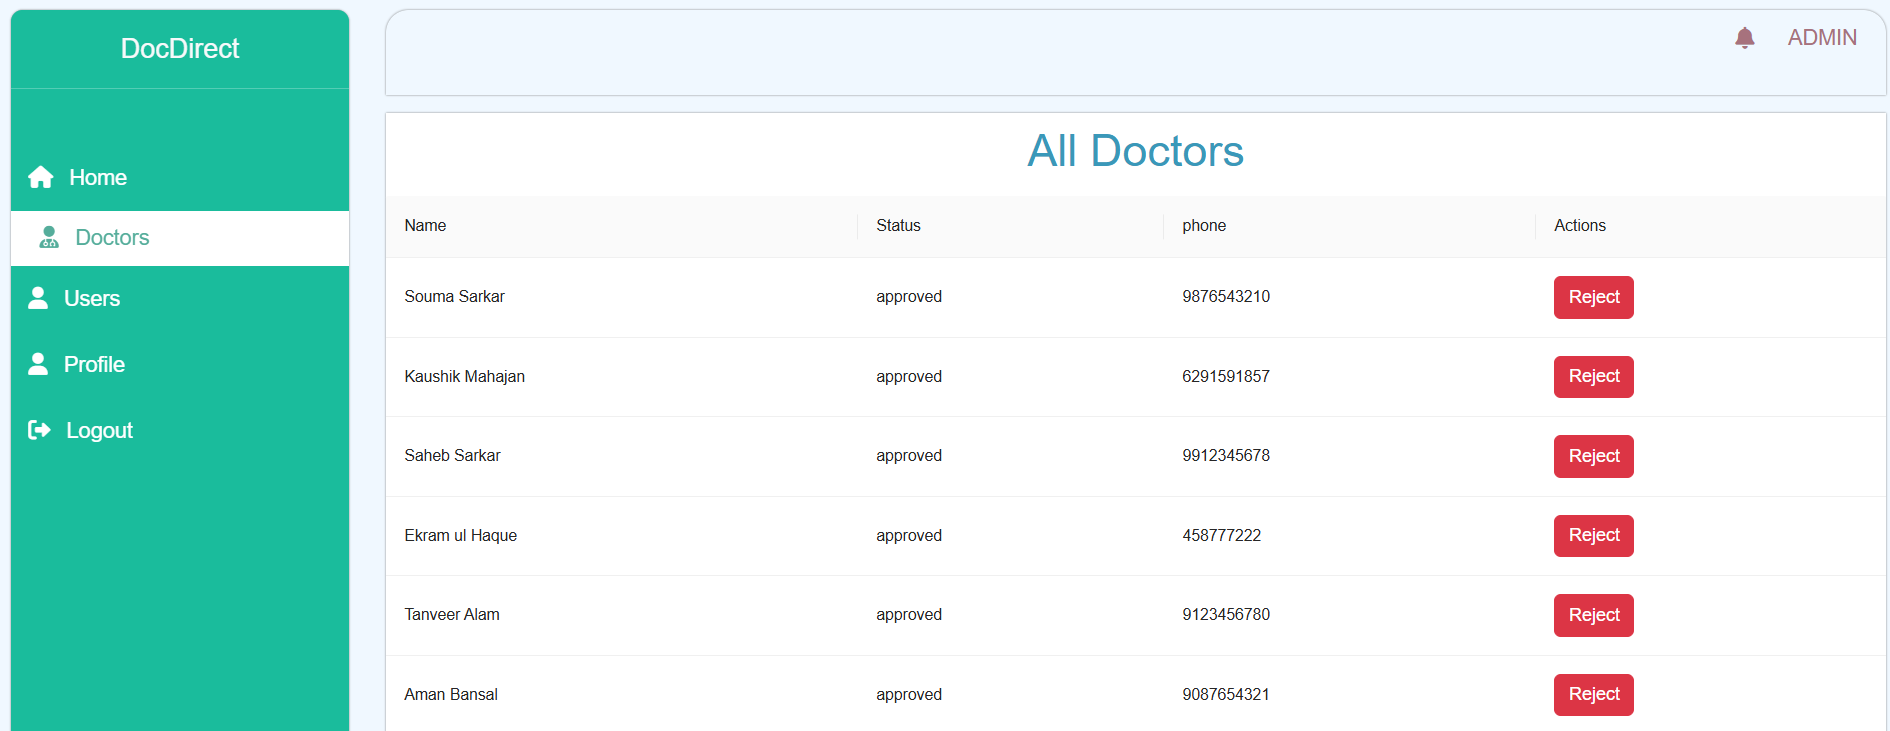 DocDirect
ADMIN
Home
Doctors
Users
Profile
Logout
All Doctors
Name Status phone Actions
Souma Sarkar approved 9876543210 Reject
Kaushik Mahajan approved 6291591857 Reject
Saheb Sarkar approved 9912345678 Reject
Ekram ul Haque approved 458777222 Reject
Tanveer Alam approved 9123456780 Reject
Aman Bansal approved 9087654321 Reject